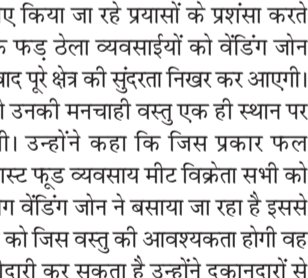 ए किया जा रहे प्रयासों के प्रशंसा करते
फड़ ठेला व्यवसाईयों को वेंडिंग जोन
बाद पूरे क्षेत्र की सुंदरता निखर कर आएगी।
उनकी मनचाही वस्तु एक ही स्थान पर
उन्होंने कहा कि जिस प्रकार फल
व्यवसाय मीट विक्रेता सभी को
वेंडिंग जोन ने बसाया जा रहा है इससे
को जिस वस्तु की आवश्यकता होगी वह
कर सकता है उन्होंने दुकानदारों से